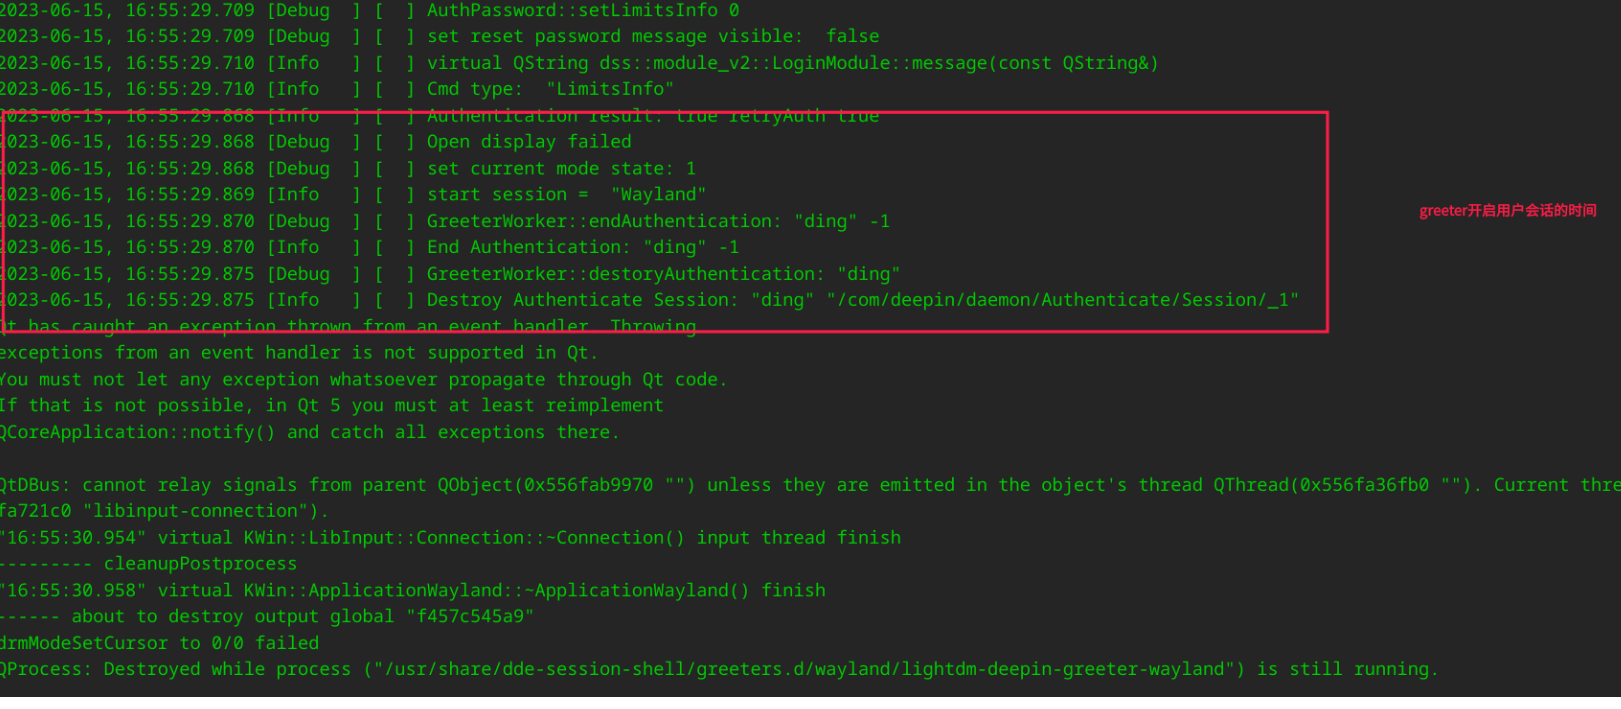 2023-06-15, 16:55:29.709 [Debug  ] [  ] AuthPassword::setLimitsInfo 0
2023-06-15, 16:55:29.709 [Debug  ] [  ] set reset password message visible:  false
2023-06-15, 16:55:29.710 [Info   ] [  ] virtual QString dss::module_v2::LoginModule::message(const QString&)
2023-06-15, 16:55:29.710 [Info   ] [  ] Cmd type:  "LimitsInfo"
2023-06-15, 16:55:29.868 [Info   ] [  ] Authentication result: true retryAuth true
2023-06-15, 16:55:29.868 [Debug  ] [  ] Open display failed
2023-06-15, 16:55:29.868 [Debug  ] [  ] set current mode state: 1
2023-06-15, 16:55:29.869 [Info   ] [  ] start session =  "Wayland"
2023-06-15, 16:55:29.870 [Debug  ] [  ] GreeterWorker::endAuthentication: "ding" -1
greeter开启用户会话的时间
2023-06-15, 16:55:29.870 [Info   ] [  ] End Authentication: "ding" -1
2023-06-15, 16:55:29.875 [Debug  ] [  ] GreeterWorker::destoryAuthentication: "ding"
2023-06-15, 16:55:29.875 [Info   ] [  ] Destroy Authenticate Session: "ding" "/com/deepin/daemon/Authenticate/Session/_1"
Qt has caught an exception thrown from an event handler. Throwing
exceptions from an event handler is not supported in Qt.
You must not let any exception whatsoever propagate through Qt code.
If that is not possible, in Qt 5 you must at least reimplement
QCoreApplication::notify() and catch all exceptions there.
QtDBus: cannot relay signals from parent QObject(0x556fab9970 "") unless they are emitted in the object's thread QThread(0x556fa36fb0 ""). Current thre
fa721c0 "libinput-connection").
"16:55:30.954" virtual KWin::LibInput::Connection::~Connection() input thread finish
--------- cleanupPostprocess
"16:55:30.958" virtual KWin::ApplicationWayland::~ApplicationWayland() finish
------ about to destroy output global "f457c545a9"
drmModeSetCursor to 0/0 failed
QProcess: Destroyed while process ("/usr/share/dde-session-shell/greeters.d/wayland/lightdm-deepin-greeter-wayland") is still running.